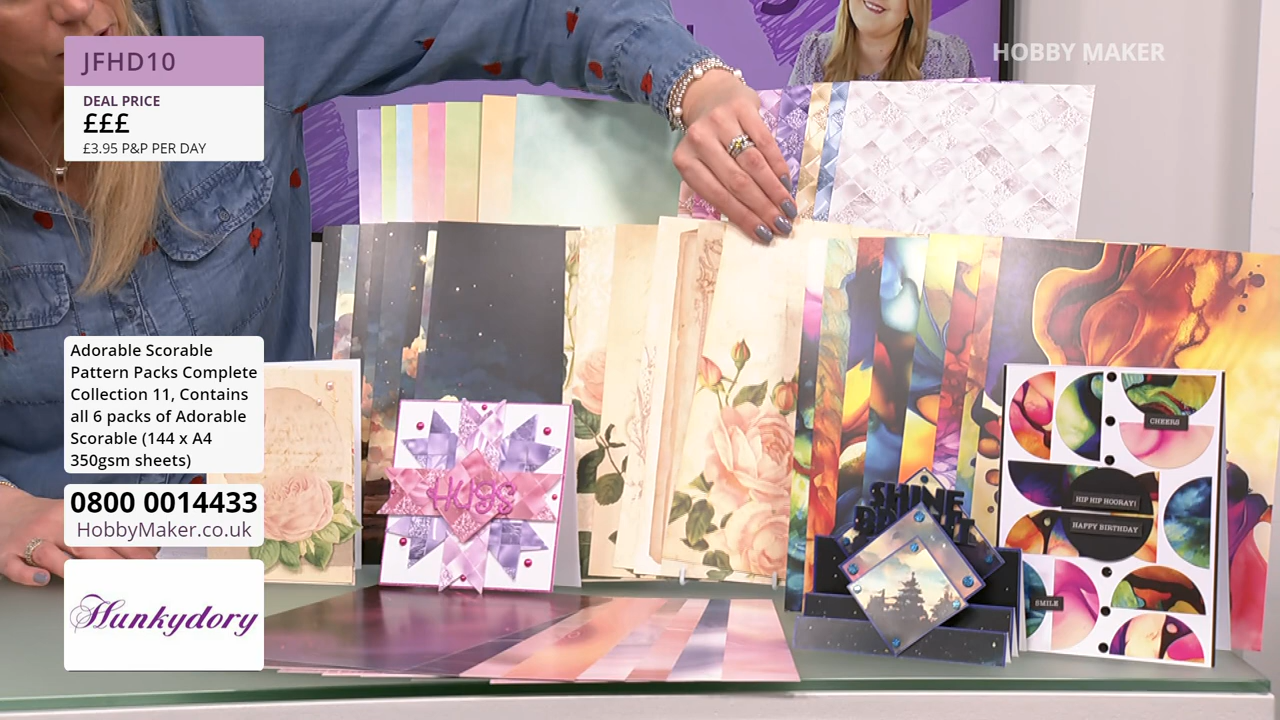 JFHD10
DEAL PRICE
£££
£3.95 P&P PER DAY
HOBBY MAKER
Adorable Scorable
Pattern Packs Complete
Collection 11, Contains
all 6 packs of Adorable
Scorable (144 x A4
350gsm sheets)
0800 0014433
HobbyMaker.co.uk
Hunkydory
HUGS
SHINE
BRIGHT
CHEERS
HIP HIP HOORAY!
HAPPY BIRTHDAY
SMILE